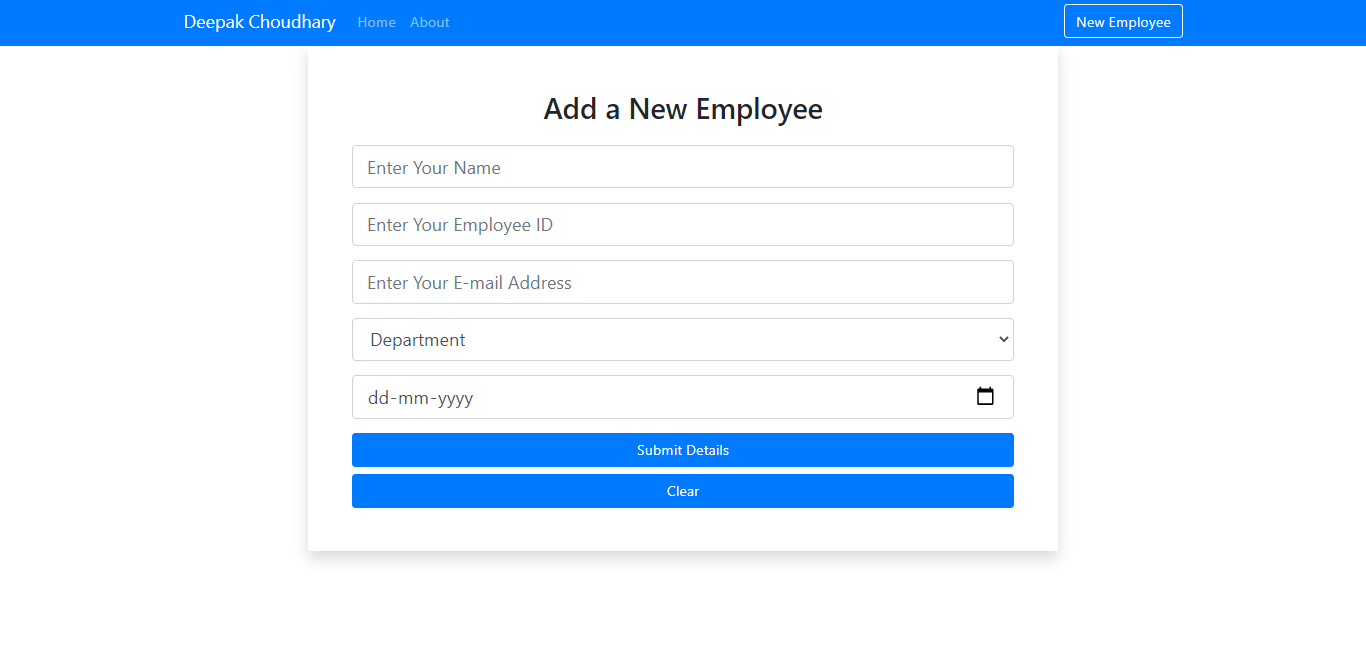 Deepak Choudhary Home About New Employee
Add a New Employee
Enter Your Name
Enter Your Employee ID
Enter Your E-mail Address
Department
dd-mm-yyyy
Submit Details
Clear